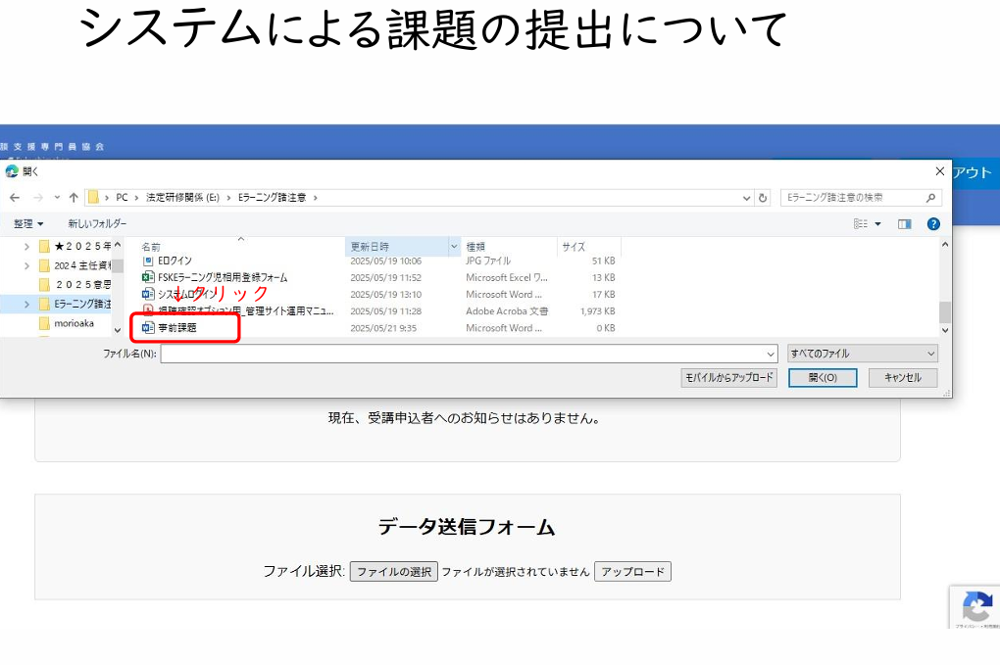 システムによる課題の提出について
援専門員協会
アウト
開く
PC › 法定研修関係 (E:) › Eラーニング諸注意 ›
Eラーニング諸注意の検索
整理 新しいフォルダー
名前 更新日時 種類 サイズ
★２０２５年
Eログイン 2025/05/19 10:06 JPG ファイル 51 KB
2024 主任資
FSKEラーニング児相用登録フォーム 2025/05/19 11:52 Microsoft Excel ワ... 13 KB
２０２５意思
システムログイン 2025/05/19 13:10 Microsoft Word ... 17 KB
↓クリック
Eラーニング諸注
視聴確認オプション用_管理サイト運用マニュ... 2025/05/19 11:28 Adobe Acroba 文書 1,973 KB
morioaka
事前課題 2025/05/21 9:35 Microsoft Word ... 0 KB
ファイル名(N): すべてのファイル
モバイルからアップロード 開く(O) キャンセル
現在、受講申込者へのお知らせはありません。
データ送信フォーム
ファイル選択: ファイルの選択 ファイルが選択されていません アップロード